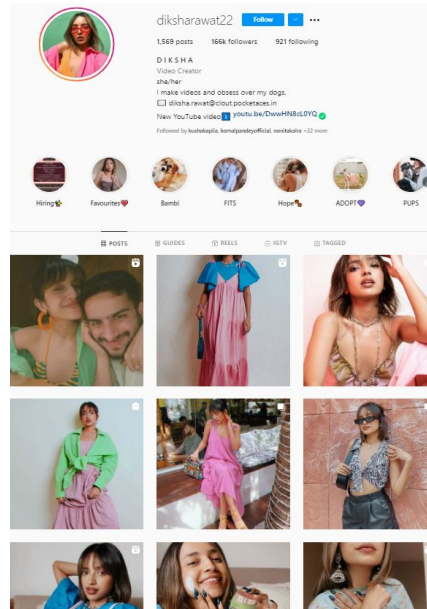 diksharawat22 Follow
1,569 posts 166k followers 921 following
D I K S H A
Video Creator
she/her
I make videos and obsess over my dogs.
diksha.rawat@clout.pocketaces.in
New YouTube video youtu.be/DwwHN8cL0YQ
Followed by kushakapila, komalpandeyofficial, nonitakalra +22 more
Hiring Favourites Bambi FITS Hope ADOPT PUPS
POSTS GUIDES REELS IGTV TAGGED